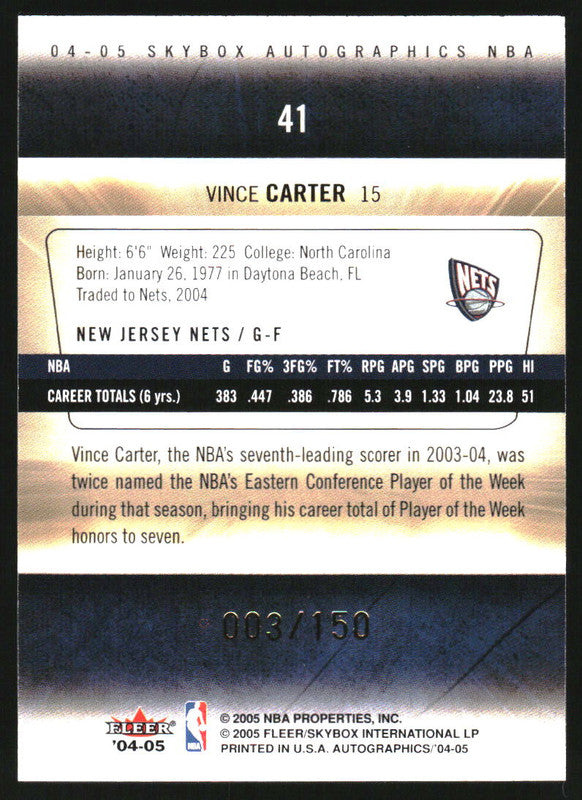 04-05 SKYBOX AUTOGRAPHICS NBA
41
VINCE CARTER 15
Height: 6'6" Weight: 225 College: North Carolina
Born: January 26, 1977 in Daytona Beach, FL
Traded to Nets, 2004
NETS
NEW JERSEY NETS / G-F
NBA G FG% 3FG% FT% RPG APG SPG BPG PPG HI
CAREER TOTALS (6 yrs.) 383 .447 .386 .786 5.3 3.9 1.33 1.04 23.8 51
Vince Carter, the NBA's seventh-leading scorer in 2003-04, was
twice named the NBA's Eastern Conference Player of the Week
during that season, bringing his career total of Player of the Week
honors to seven.
003/150
FLEER
'04-05
© 2005 NBA PROPERTIES, INC.
© 2005 FLEER/SKYBOX INTERNATIONAL LP
PRINTED IN U.S.A. AUTOGRAPHICS/'04-05